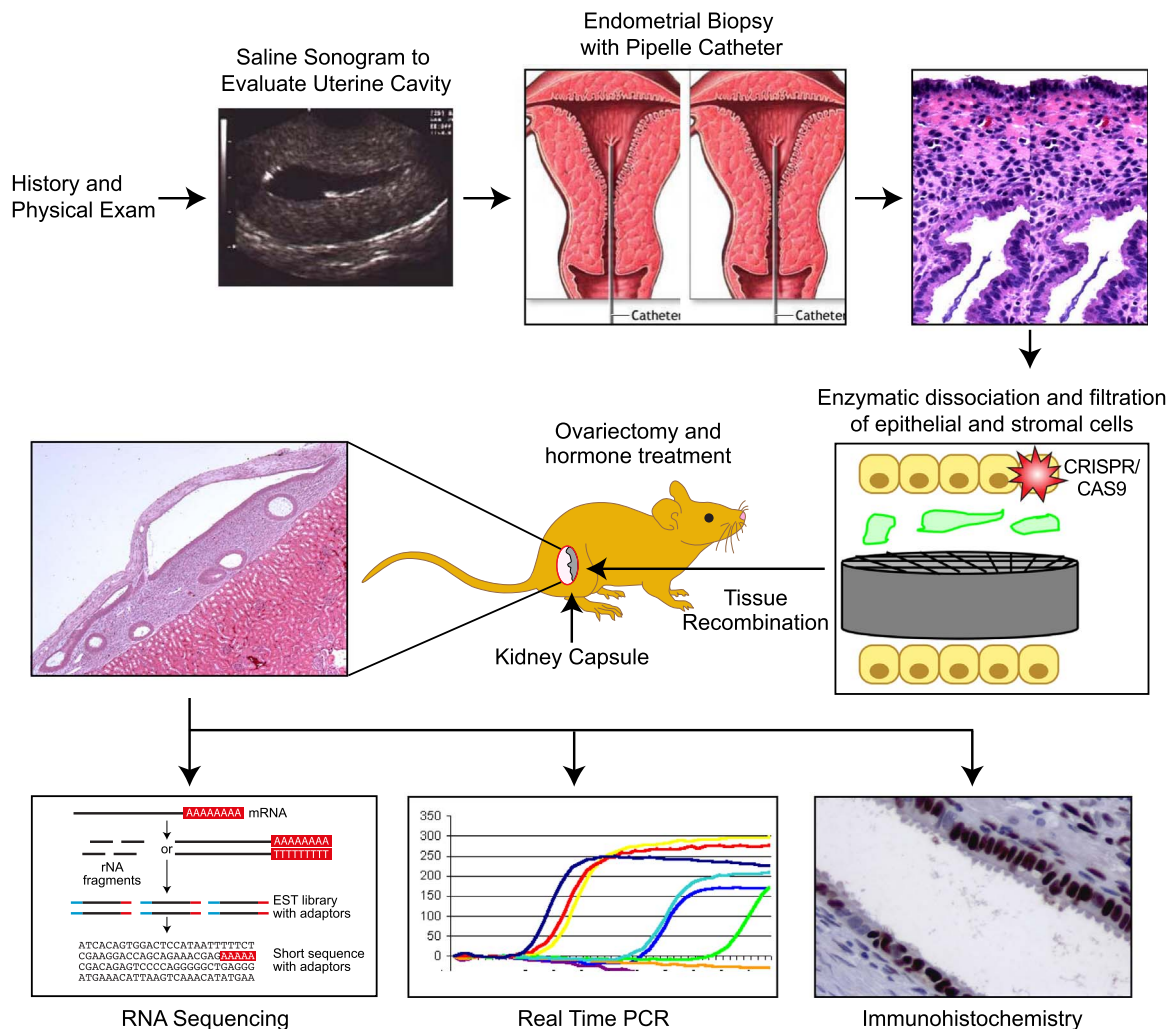 Endometrial Biopsy
with Pipelle Catheter
Saline Sonogram to
Evaluate Uterine Cavity
History and
Physical Exam
Catheter
Catheter
Enzymatic dissociation and filtration
of epithelial and stromal cells
CRISPR/
CAS9
Ovariectomy and
hormone treatment
Tissue
Recombination
Kidney Capsule
AAAAAAAA mRNA
or
AAAAAAAA
TTTTTTTTT
rNA
fragments
EST library
with adaptors
ATCACAGTGGACTCCATAATTTTTCT
CGAAGGACCAGCAGAAACGAGAAAAA
CGACAGAGTCCCCAGGGGGCTGAGGG
ATGAAACATTAAGTCAAACATATGAA
Short sequence
with adaptors
350
300
250
200
150
100
50
0
RNA Sequencing
Real Time PCR
Immunohistochemistry